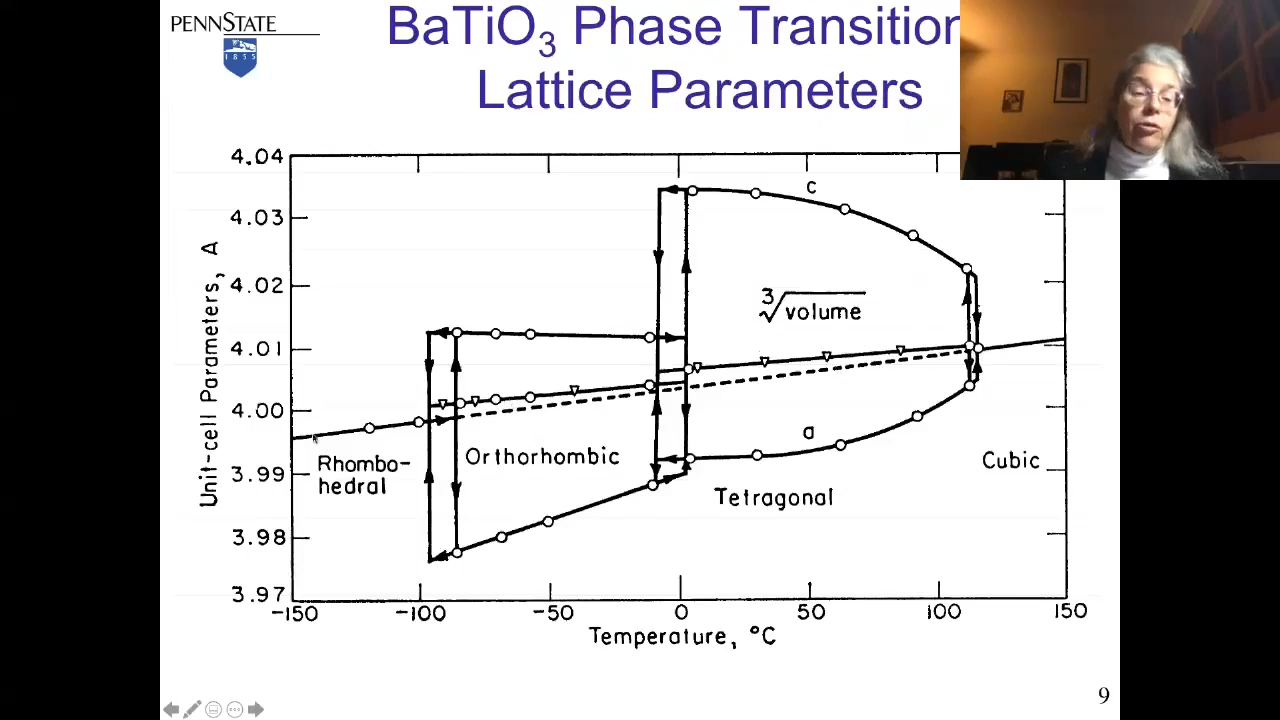 PENNSTATE
1855
BaTiO3 Phase Transition
Lattice Parameters
4.04
4.03
4.02
4.01
4.00
3.99
3.98
3.97
Unit-cell Parameters, A
c
3√volume
a
Rhombo-
hedral
Orthorhombic
Tetragonal
Cubic
-150
-100
-50
0
50
100
150
Temperature, °C
9